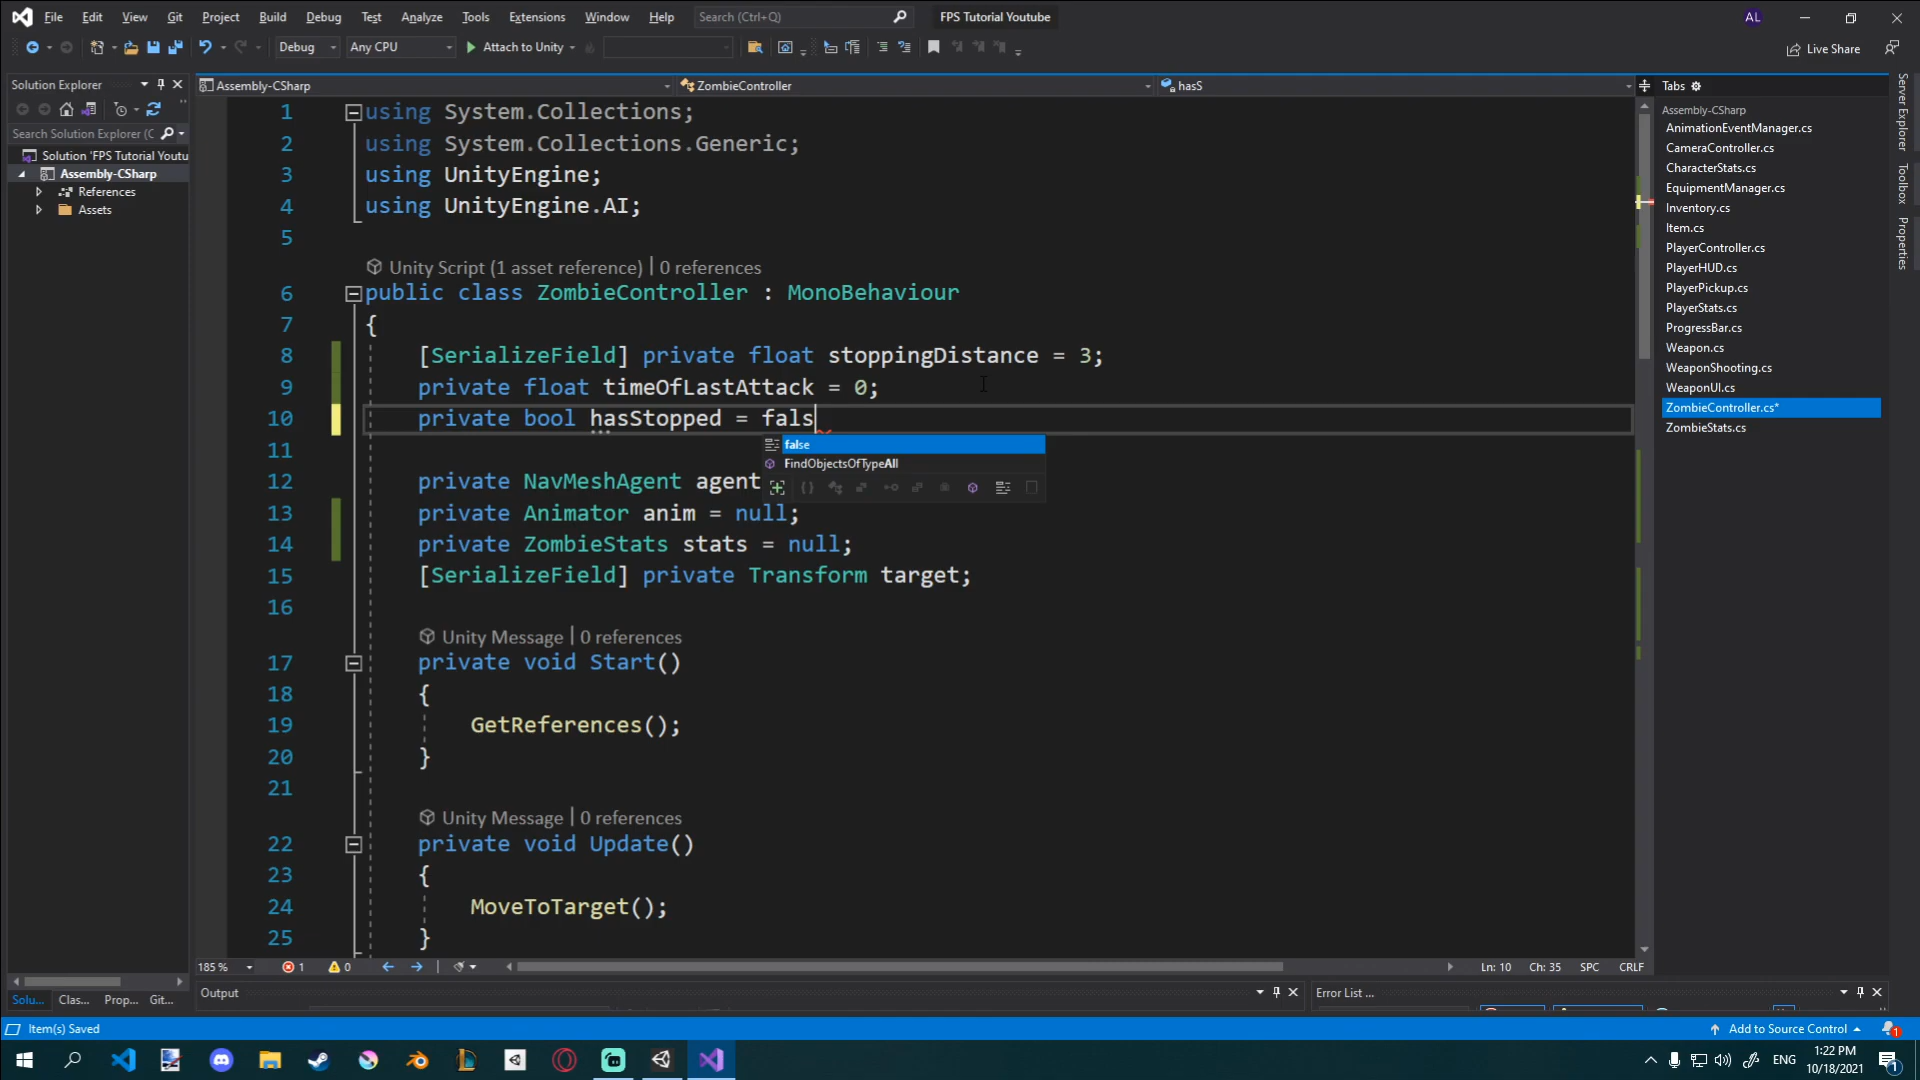 File Edit View Git Project Build Debug Test Analyze Tools Extensions Window Help Search (Ctrl+Q) FPS Tutorial Youtube AL
Debug Any CPU Attach to Unity Live Share
Solution Explorer
Search Solution Explorer (C
Solution 'FPS Tutorial Youtu
Assembly-CSharp
References
Assets
Solu... Clas... Prop... Git...
Assembly-CSharp ZombieController hasS
1 using System.Collections;
2 using System.Collections.Generic;
3 using UnityEngine;
4 using UnityEngine.AI;
5
Unity Script (1 asset reference) | 0 references
6 public class ZombieController : MonoBehaviour
7 {
8 [SerializeField] private float stoppingDistance = 3;
9 private float timeOfLastAttack = 0;
10 private bool hasStopped = fals
false
FindObjectsOfTypeAll
11
12 private NavMeshAgent agent
13 private Animator anim = null;
14 private ZombieStats stats = null;
15 [SerializeField] private Transform target;
16
Unity Message | 0 references
17 private void Start()
18 {
19 GetReferences();
20 }
21
Unity Message | 0 references
22 private void Update()
23 {
24 MoveToTarget();
25 }
185 % 1 0 Ln: 10 Ch: 35 SPC CRLF
Output Error List ...
Tabs
Assembly-CSharp
AnimationEventManager.cs
CameraController.cs
CharacterStats.cs
EquipmentManager.cs
Inventory.cs
Item.cs
PlayerController.cs
PlayerHUD.cs
PlayerPickup.cs
PlayerStats.cs
ProgressBar.cs
Weapon.cs
WeaponShooting.cs
WeaponUI.cs
ZombieController.cs*
ZombieStats.cs
Server Explorer
Toolbox
Properties
Item(s) Saved Add to Source Control 1
ENG 1:22 PM
10/18/2021 1